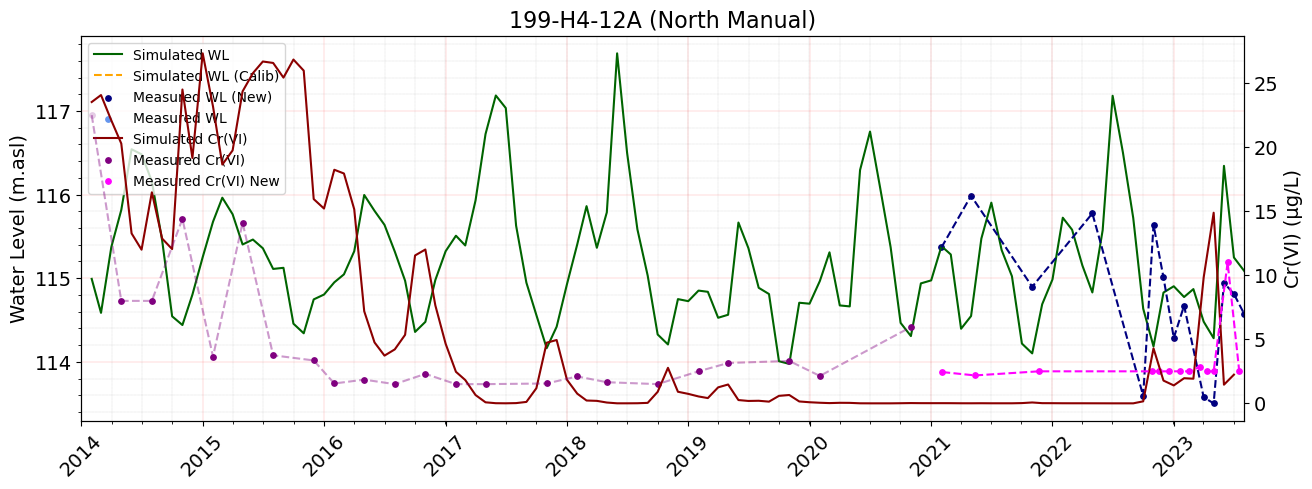 199-H4-12A (North Manual)
Simulated WL
Simulated WL (Calib)
Measured WL (New)
Measured WL
Simulated Cr(VI)
Measured Cr(VI)
Measured Cr(VI) New
Water Level (m.asl)
117
116
115
114
Cr(VI) (μg/L)
25
20
15
10
5
0
2014 2015 2016 2017 2018 2019 2020 2021 2022 2023